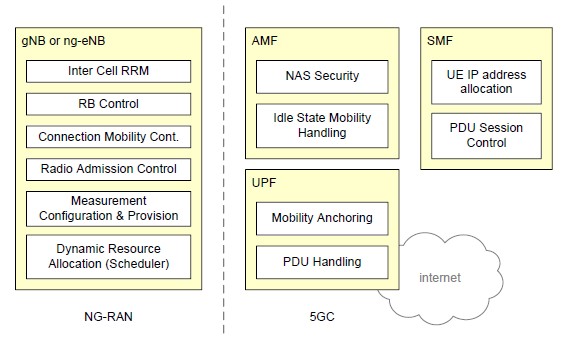 gNB or ng-eNB
Inter Cell RRM
RB Control
Connection Mobility Cont.
Radio Admission Control
Measurement
Configuration & Provision
Dynamic Resource
Allocation (Scheduler)
NG-RAN
AMF
NAS Security
Idle State Mobility
Handling
SMF
UE IP address
allocation
PDU Session
Control
UPF
Mobility Anchoring
PDU Handling
internet
5GC